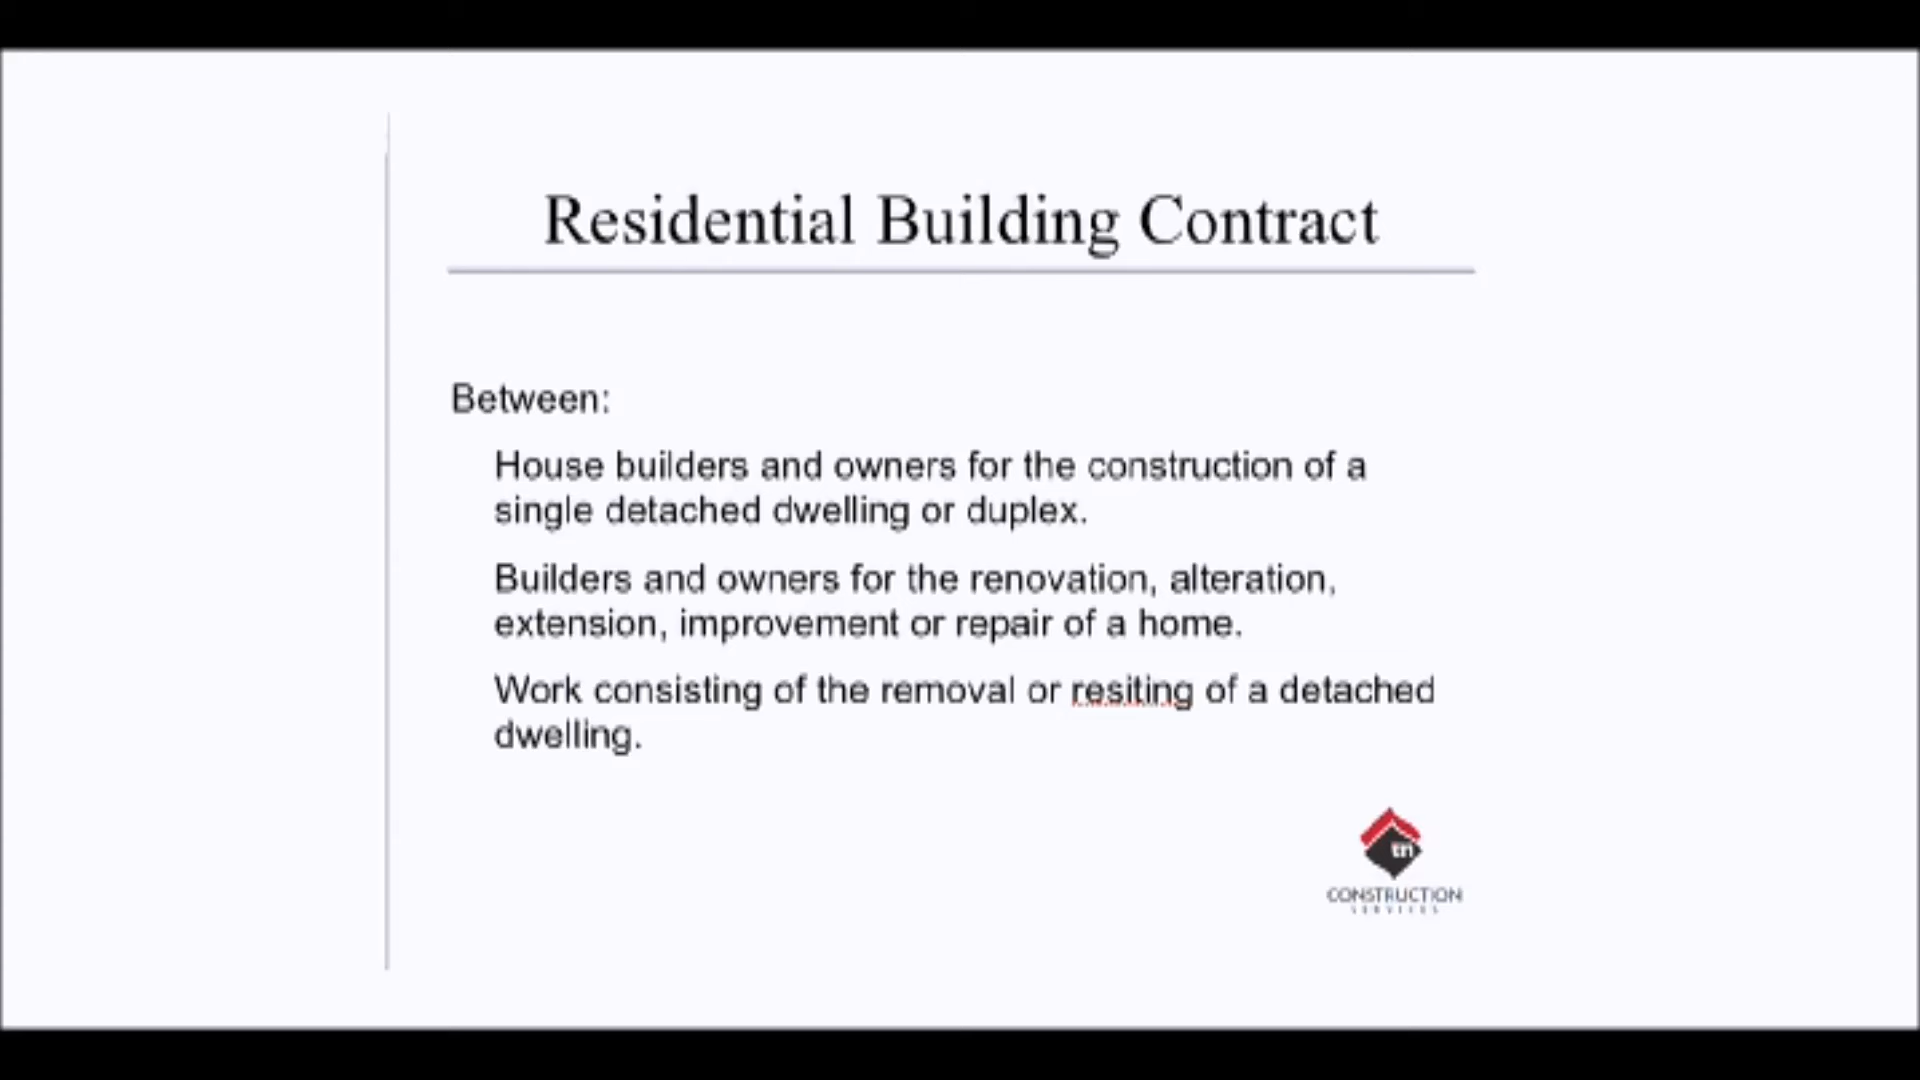 Residential Building Contract
Between:
House builders and owners for the construction of a
single detached dwelling or duplex.
Builders and owners for the renovation, alteration,
extension, improvement or repair of a home.
Work consisting of the removal or resiting of a detached
dwelling.
tri
CONSTRUCTION
SERVICES